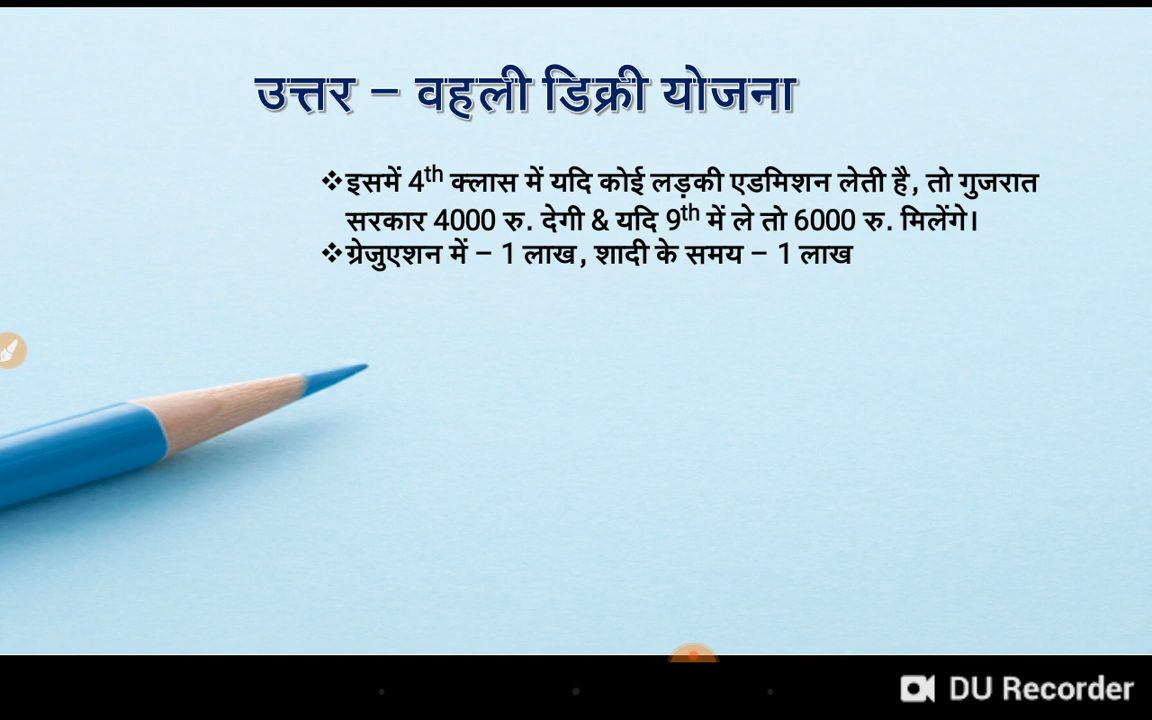 उत्तर – वहली डिक्री योजना
❖इसमें 4th क्लास में यदि कोई लड़की एडमिशन लेती है, तो गुजरात
सरकार 4000 रु. देगी & यदि 9th में ले तो 6000 रु. मिलेंगे।
❖ग्रेजुएशन में – 1 लाख, शादी के समय – 1 लाख
DU Recorder